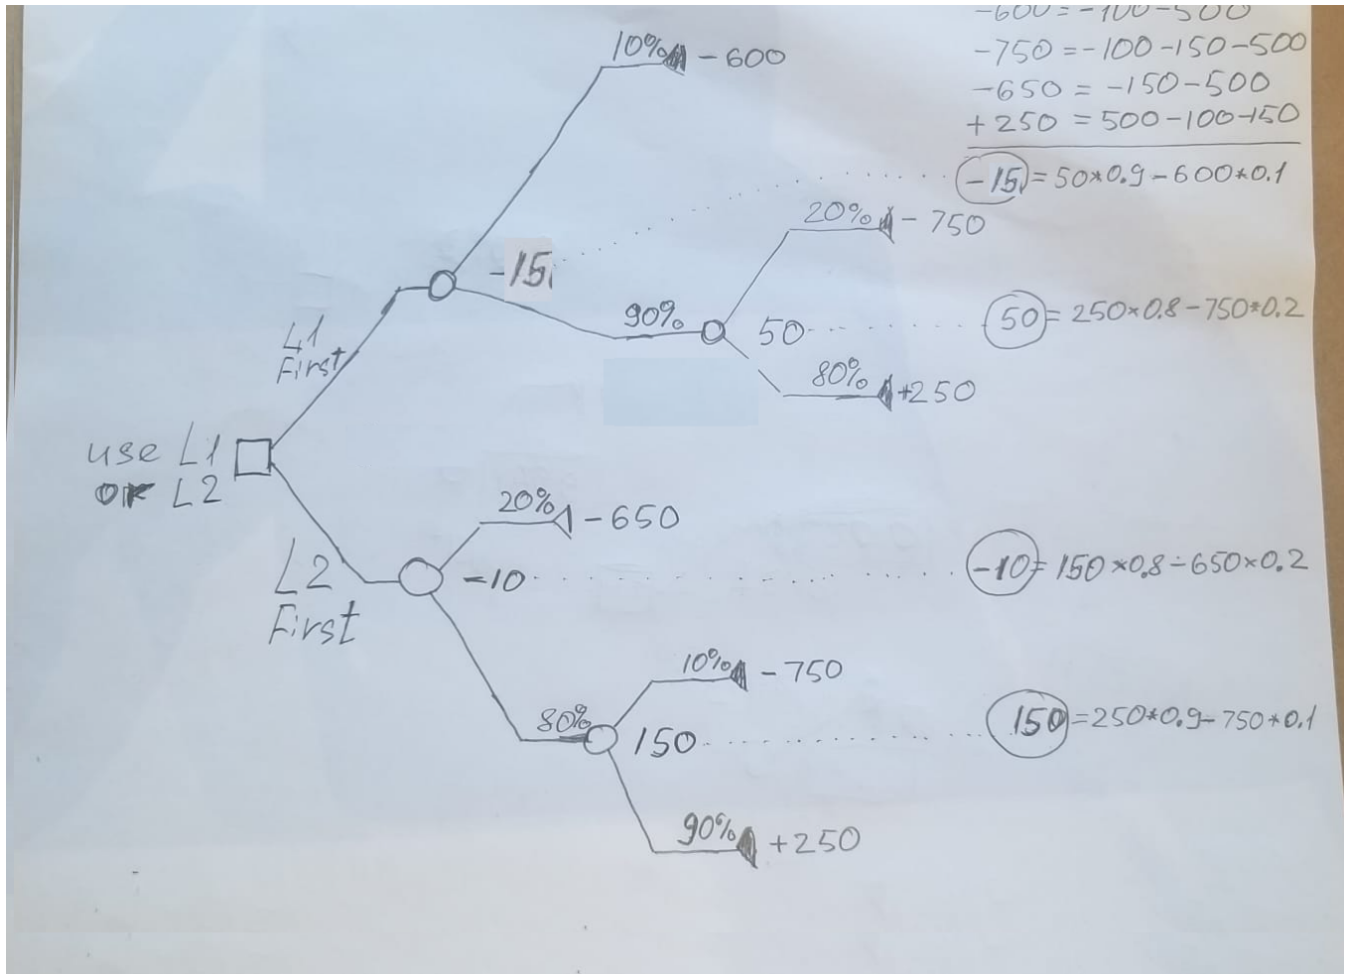 -600 = -100-500
-750 = -100-150-500
-650 = -150-500
+250 = 500-100-150
-15 = 50*0.9-600*0.1
10% -600
20% -750
-15
L1
First
90% 50
50 = 250*0.8-750*0.2
80% +250
use L1
or L2
20% -650
L2
First
-10
-10 = 150*0.8-650*0.2
10% -750
80% 150
150 = 250*0.9-750*0.1
90% +250